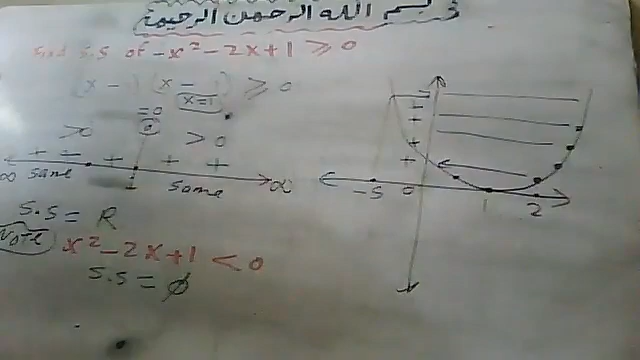 بسم الله الرحمن الرحيم
Find S.S of -x² -2x+1 ≥ 0
(x - 1)(x - 1) ≥ 0
x=1
=0
>0 >0
+ - + + +
∞ same 1 same ∞
S.S = R
Note x² -2x+1 < 0
S.S = ∅
+
+
+
+
-5 0 1 2